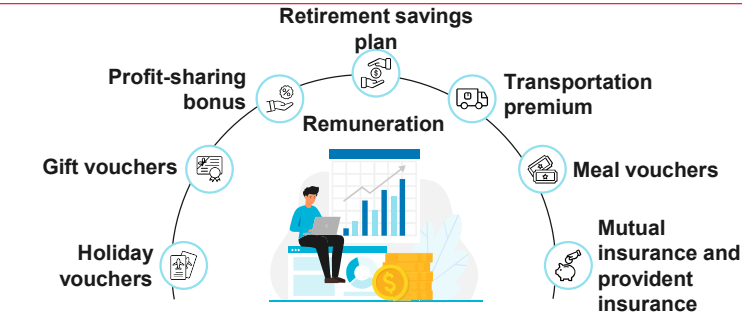 Retirement savings
plan
Profit-sharing
bonus
Transportation
premium
Remuneration
Gift vouchers
Meal vouchers
Holiday
vouchers
Mutual
insurance and
provident
insurance